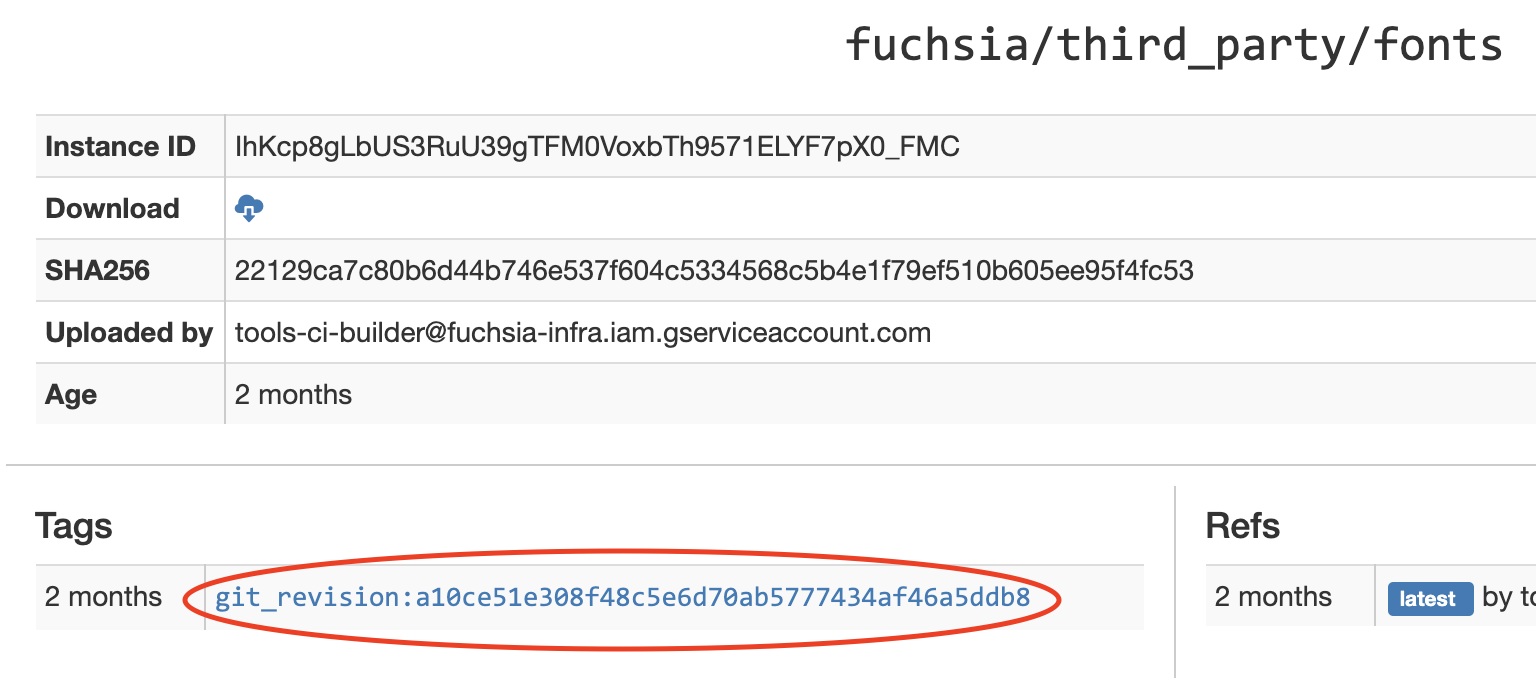 fuchsia/third_party/fonts
Instance ID IhKcp8gLbUS3RuU39gTFM0VoxbTh9571ELYF7pX0_FMC
Download
SHA256 22129ca7c80b6d44b746e537f604c5334568c5b4e1f79ef510b605ee95f4fc53
Uploaded by tools-ci-builder@fuchsia-infra.iam.gserviceaccount.com
Age 2 months
Tags
2 months git_revision:a10ce51e308f48c5e6d70ab5777434af46a5ddb8
Refs
2 months latest by